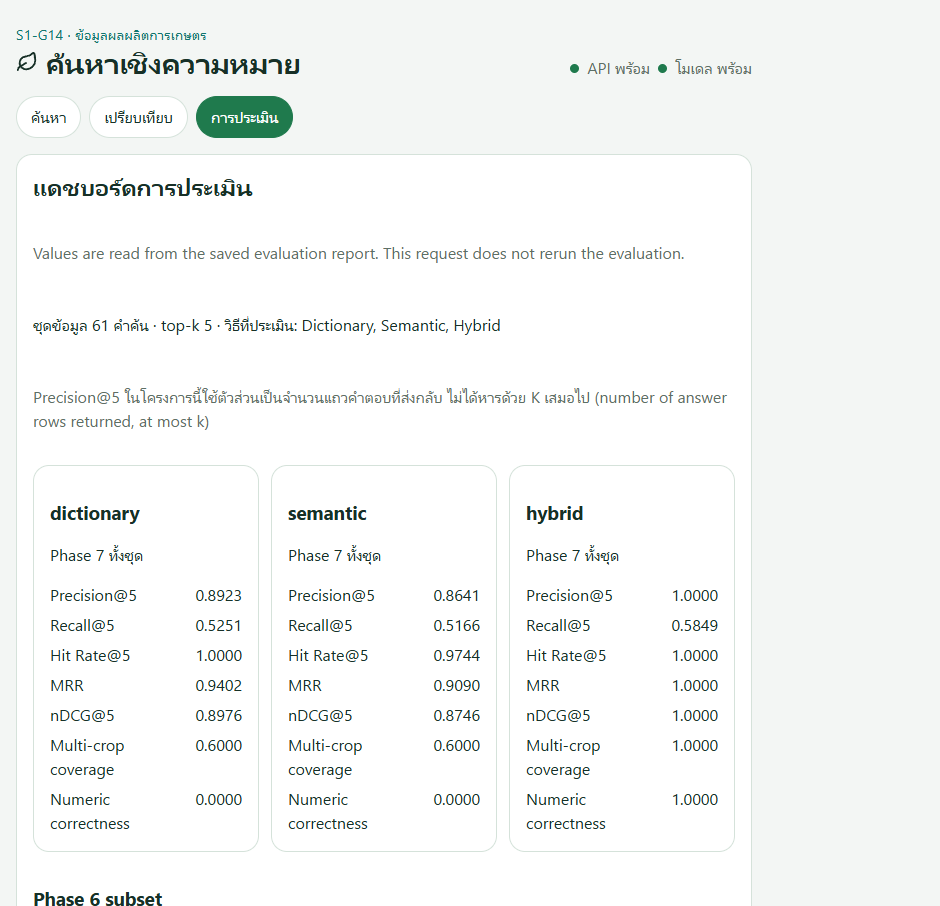 S1-G14 · ข้อมูลผลผลิตการเกษตร
ค้นหาเชิงความหมาย
API พร้อม โมเดล พร้อม
ค้นหา เปรียบเทียบ การประเมิน
แดชบอร์ดการประเมิน
Values are read from the saved evaluation report. This request does not rerun the evaluation.
ชุดข้อมูล 61 คำค้น · top-k 5 · วิธีที่ประเมิน: Dictionary, Semantic, Hybrid
Precision@5 ในโครงการนี้ใช้ตัวส่วนเป็นจำนวนแถวคำตอบที่ส่งกลับ ไม่ได้หารด้วย K เสมอไป (number of answer
rows returned, at most k)
dictionary
Phase 7 ทั้งชุด
Precision@5 0.8923
Recall@5 0.5251
Hit Rate@5 1.0000
MRR 0.9402
nDCG@5 0.8976
Multi-crop 0.6000
coverage
Numeric 0.0000
correctness
semantic
Phase 7 ทั้งชุด
Precision@5 0.8641
Recall@5 0.5166
Hit Rate@5 0.9744
MRR 0.9090
nDCG@5 0.8746
Multi-crop 0.6000
coverage
Numeric 0.0000
correctness
hybrid
Phase 7 ทั้งชุด
Precision@5 1.0000
Recall@5 0.5849
Hit Rate@5 1.0000
MRR 1.0000
nDCG@5 1.0000
Multi-crop 1.0000
coverage
Numeric 1.0000
correctness
Phase 6 subset